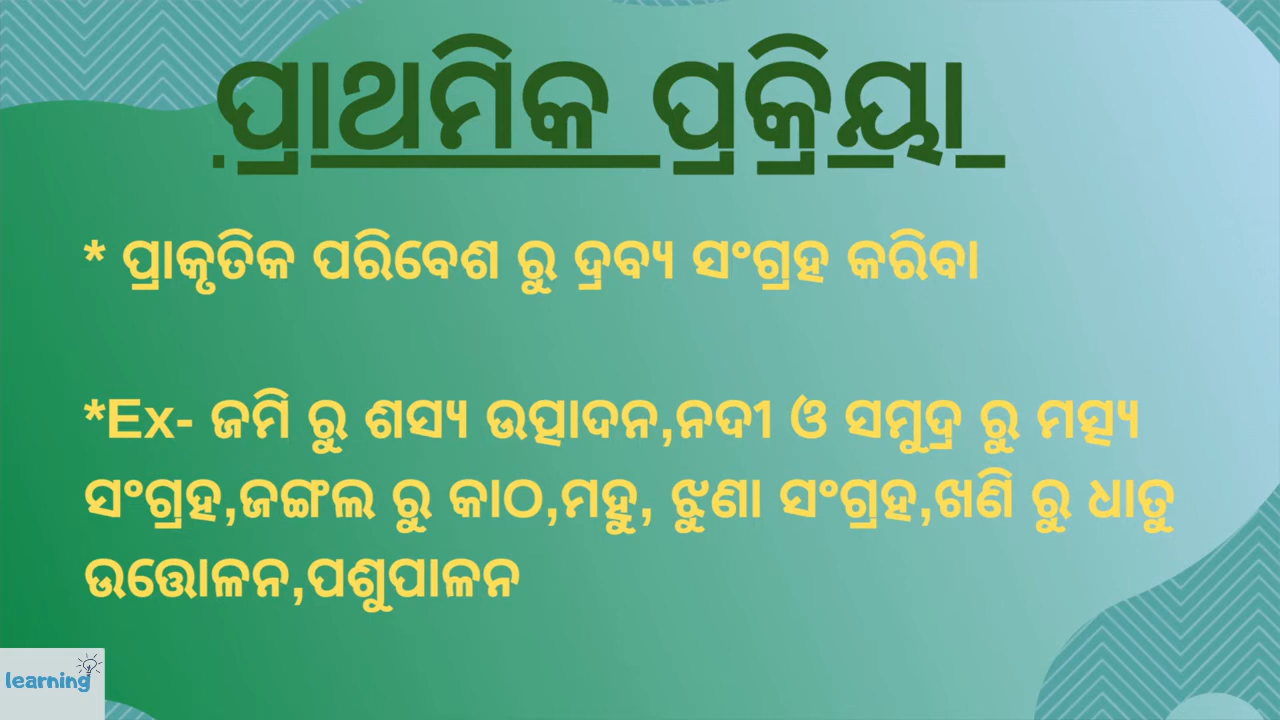 ପ୍ରାଥମିକ ପ୍ରକ୍ରିୟା
* ପ୍ରାକୃତିକ ପରିବେଶ ରୁ ଦ୍ରବ୍ୟ ସଂଗ୍ରହ କରିବା
*Ex- ଜମି ରୁ ଶସ୍ୟ ଉତ୍ପାଦନ,ନଦୀ ଓ ସମୁଦ୍ର ରୁ ମତ୍ସ୍ୟ
ସଂଗ୍ରହ,ଜଙ୍ଗଲ ରୁ କାଠ,ମହୁ, ଝୁଣା ସଂଗ୍ରହ,ଖଣି ରୁ ଧାତୁ
ଉତ୍ତୋଳନ,ପଶୁପାଳନ
learning